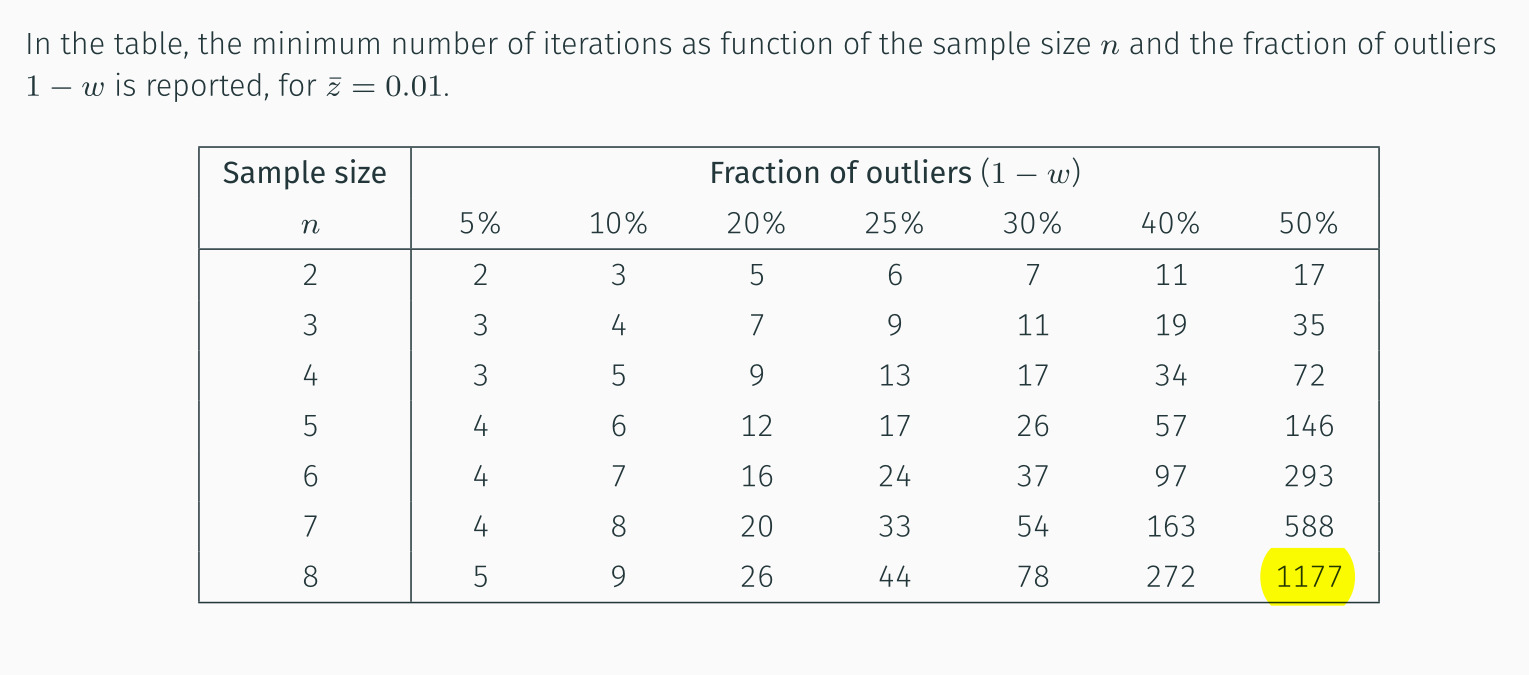 In the table, the minimum number of iterations as function of the sample size n and the fraction of outliers
1 − w is reported, for z̄ = 0.01.
Sample size Fraction of outliers (1 − w)
n 5% 10% 20% 25% 30% 40% 50%
2 2 3 5 6 7 11 17
3 3 4 7 9 11 19 35
4 3 5 9 13 17 34 72
5 4 6 12 17 26 57 146
6 4 7 16 24 37 97 293
7 4 8 20 33 54 163 588
8 5 9 26 44 78 272 1177